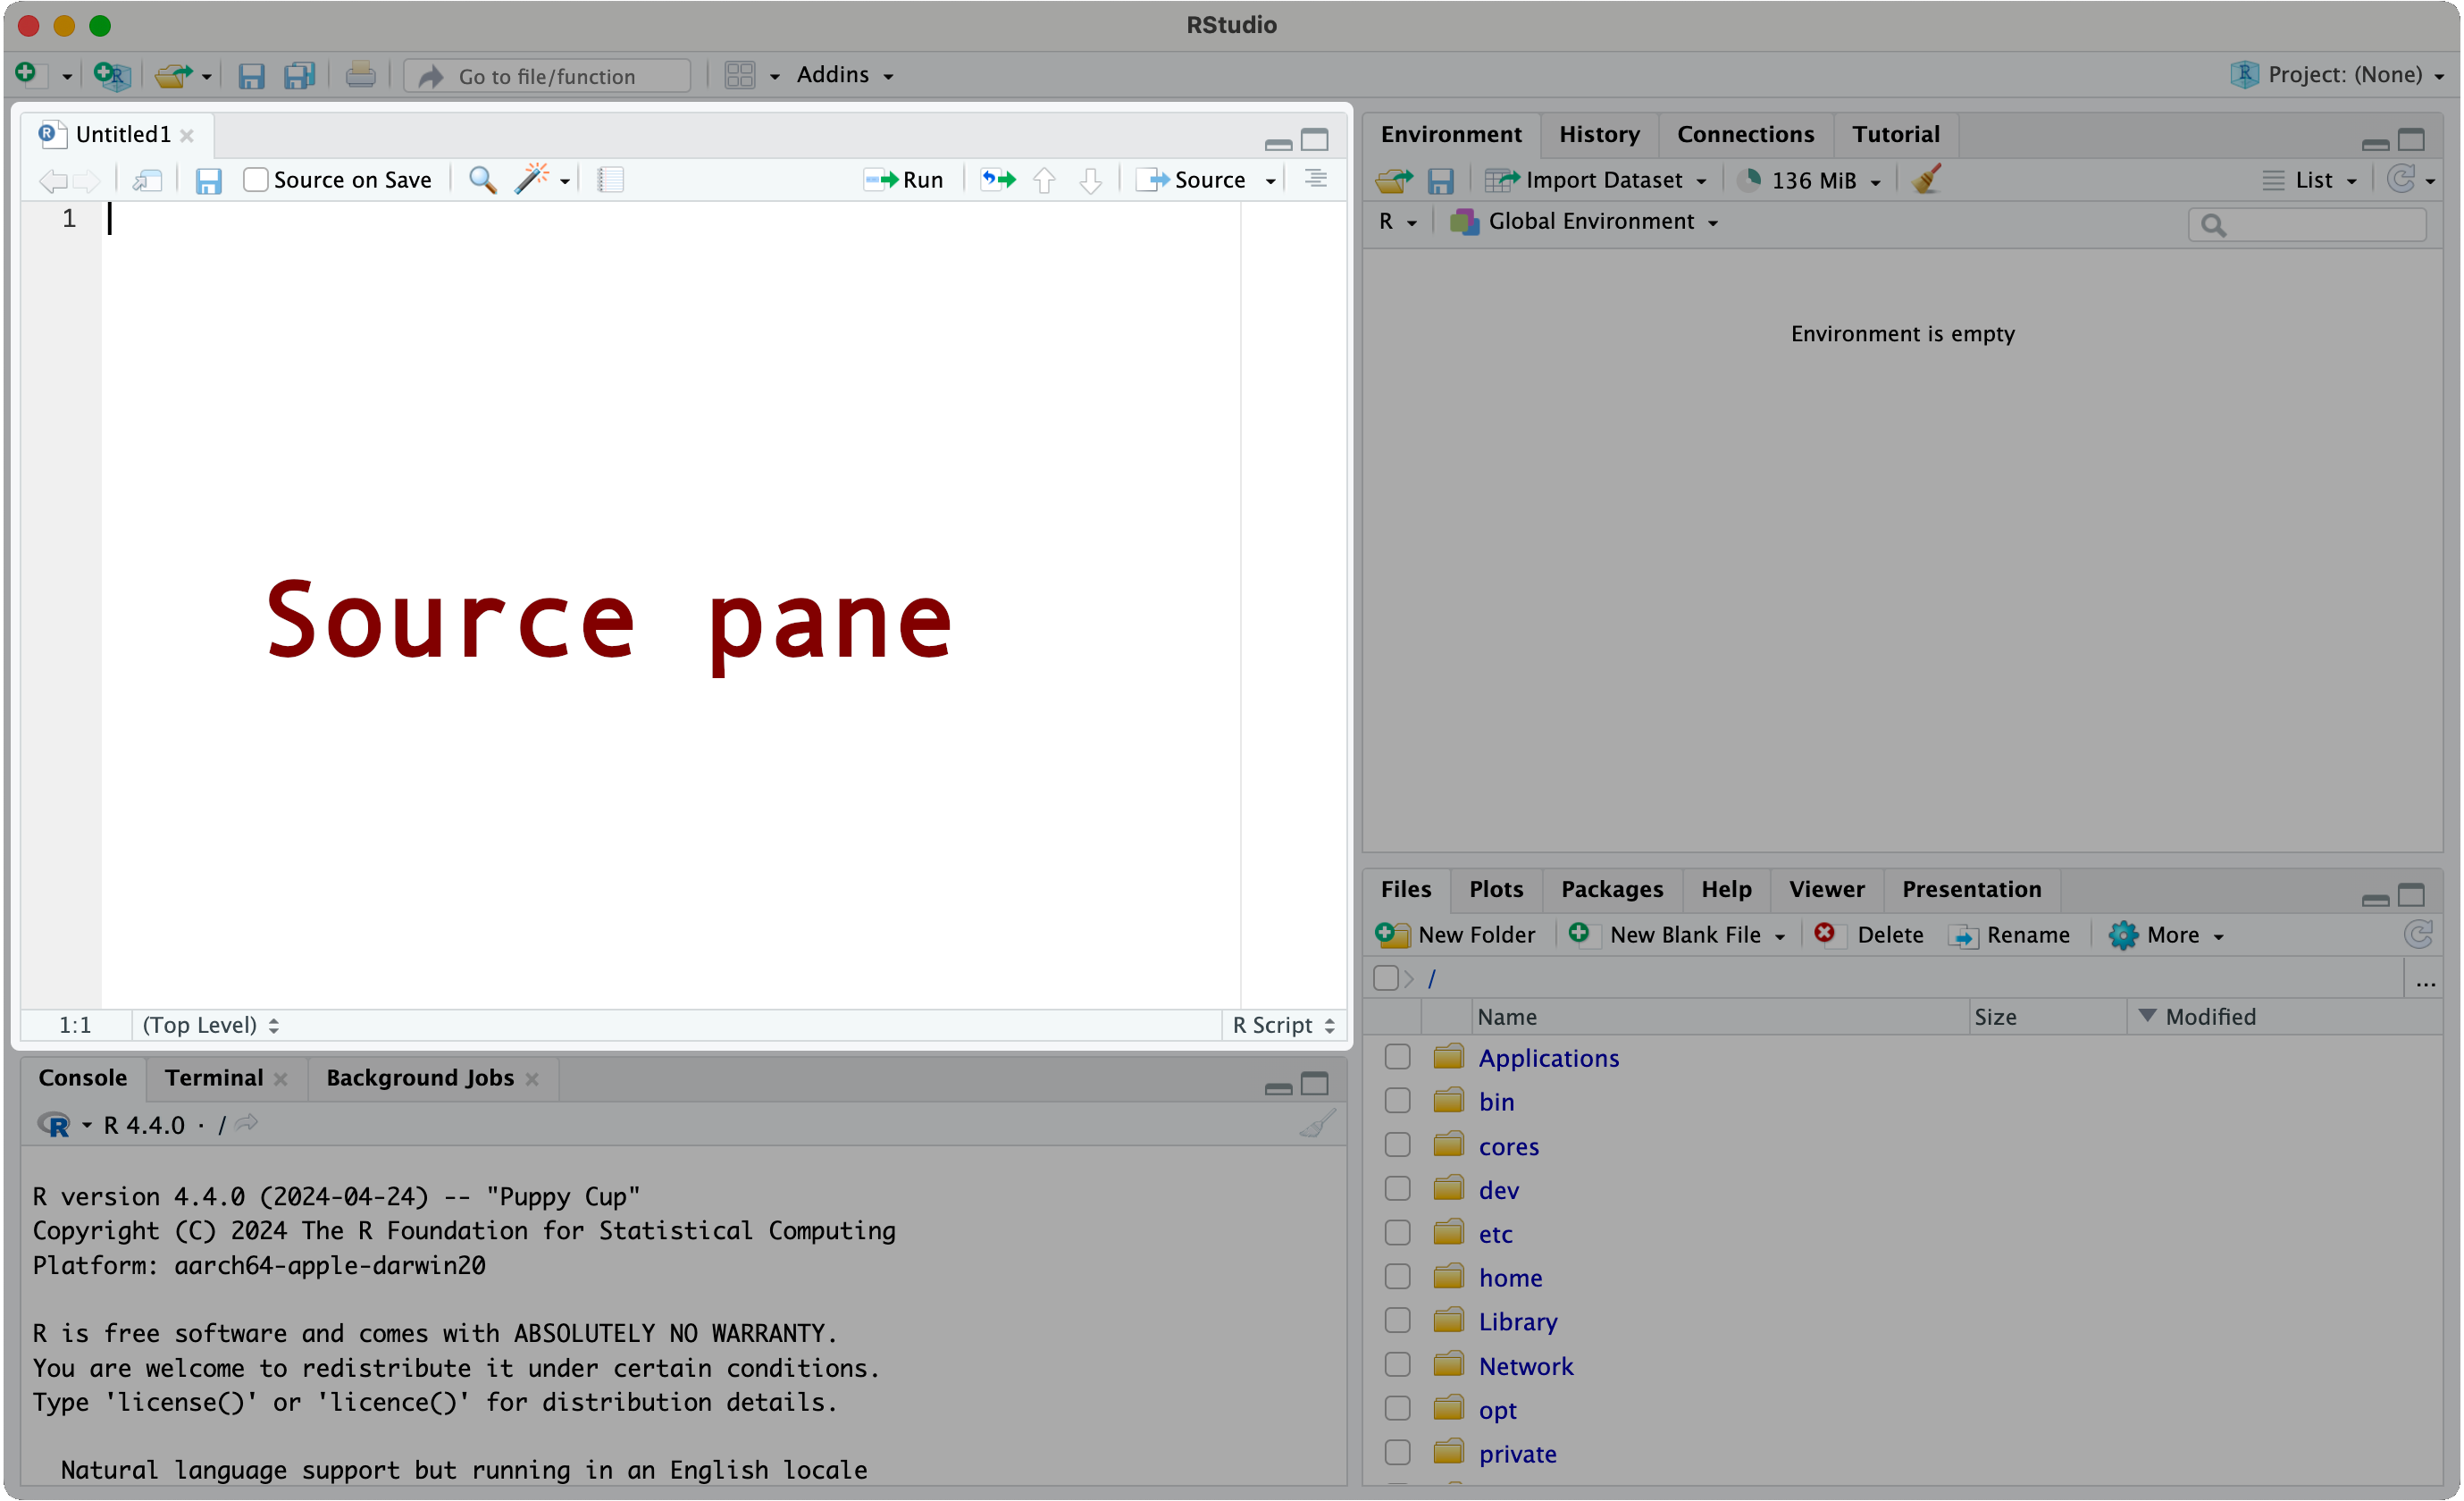 RStudio
Go to file/function
Addins
Project: (None)
Untitled1
Source on Save
Run
Source
1
Source pane
1:1
(Top Level)
R Script
Console
Terminal
Background Jobs
R 4.4.0 · /
R version 4.4.0 (2024-04-24) -- "Puppy Cup"
Copyright (C) 2024 The R Foundation for Statistical Computing
Platform: aarch64-apple-darwin20
R is free software and comes with ABSOLUTELY NO WARRANTY.
You are welcome to redistribute it under certain conditions.
Type 'license()' or 'licence()' for distribution details.
Natural language support but running in an English locale
Environment
History
Connections
Tutorial
Import Dataset
136 MiB
List
R
Global Environment
Environment is empty
Files
Plots
Packages
Help
Viewer
Presentation
New Folder
New Blank File
Delete
Rename
More
/
...
Name
Size
Modified
Applications
bin
cores
dev
etc
home
Library
Network
opt
private